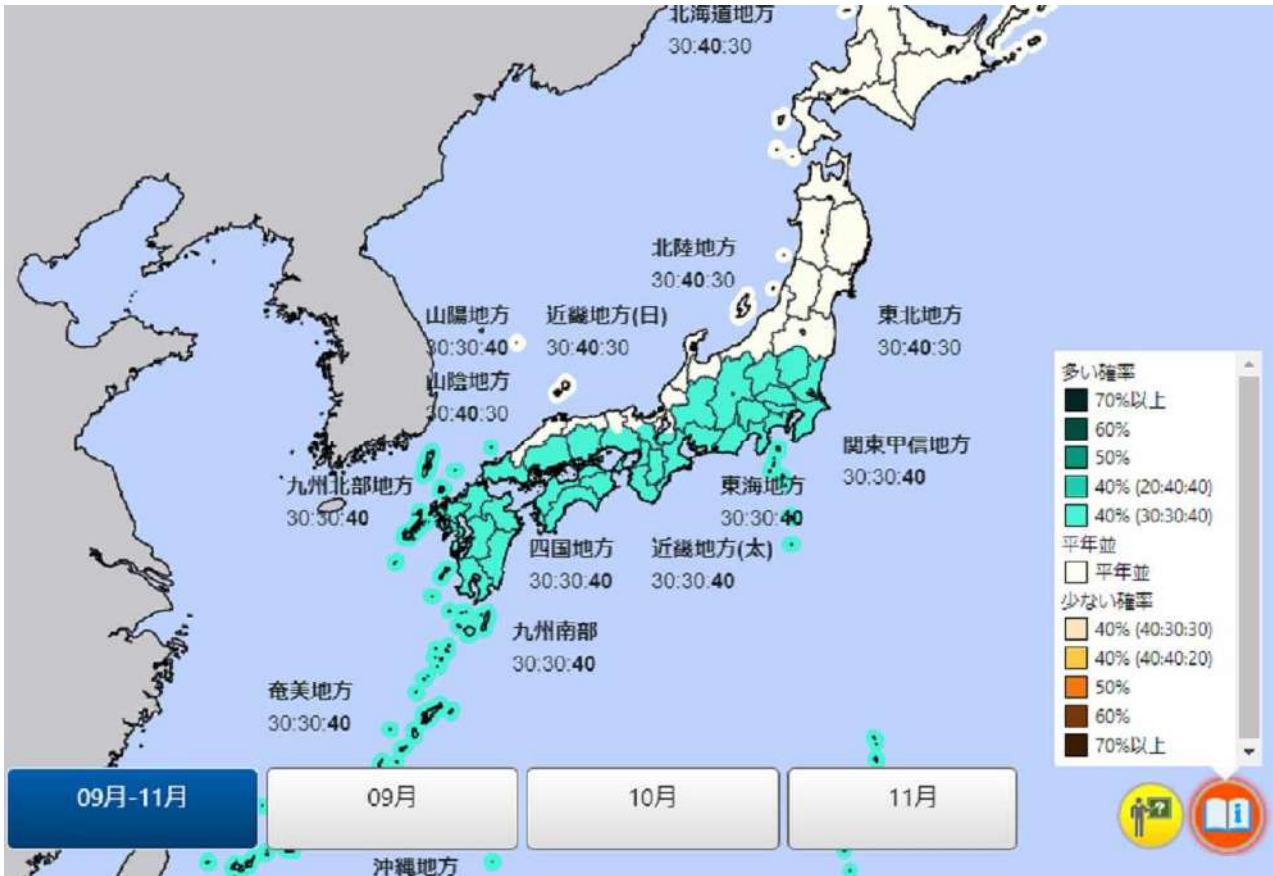 北海道地方
30:40:30
北陸地方
30:40:30
山陽地方
30:30:40
近畿地方(日)
30:40:30
東北地方
30:40:30
山陰地方
30:40:30
関東甲信地方
30:30:40
九州北部地方
30:30:40
東海地方
30:30:40
四国地方
30:30:40
近畿地方(太)
30:30:40
九州南部
30:30:40
奄美地方
30:30:40
沖縄地方
多い確率
70%以上
60%
50%
40% (20:40:40)
40% (30:30:40)
平年並
平年並
少ない確率
40% (40:30:30)
40% (40:40:20)
50%
60%
70%以上
09月-11月
09月
10月
11月
?
i